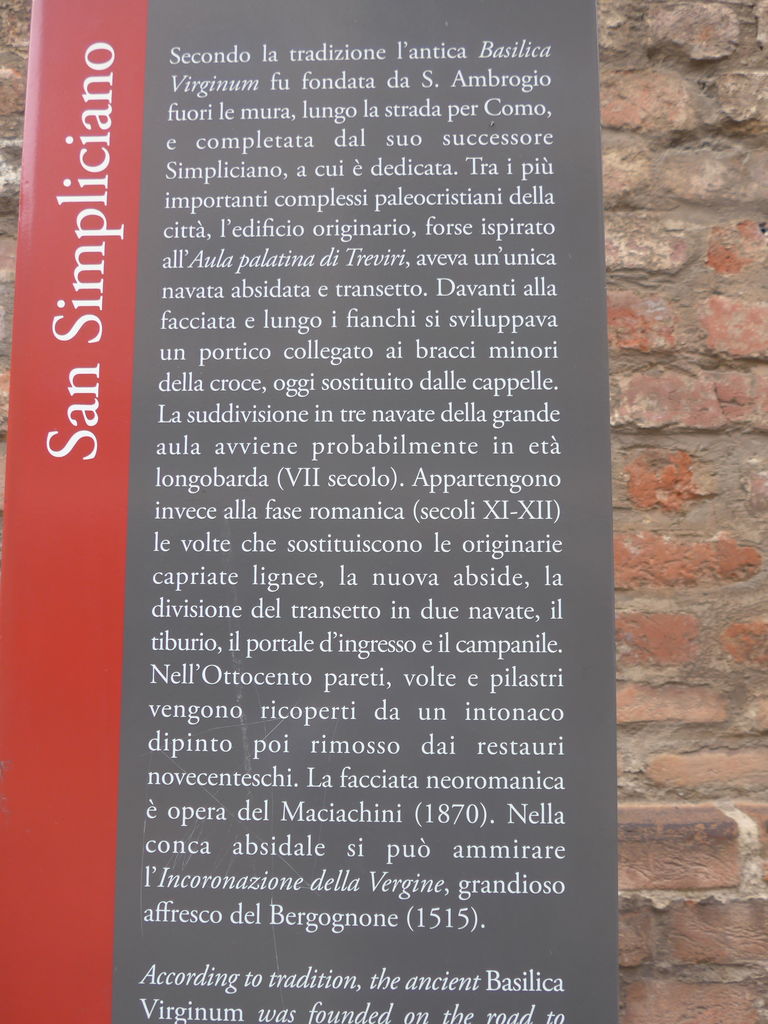 San Simpliciano
Secondo la tradizione l'antica Basilica
Virginum fu fondata da S. Ambrogio
fuori le mura, lungo la strada per Como,
e completata dal suo successore
Simpliciano, a cui è dedicata. Tra i più
importanti complessi paleocristiani della
città, l'edificio originario, forse ispirato
all'Aula palatina di Treviri, aveva un'unica
navata absidata e transetto. Davanti alla
facciata e lungo i fianchi si sviluppava
un portico collegato ai bracci minori
della croce, oggi sostituito dalle cappelle.
La suddivisione in tre navate della grande
aula avviene probabilmente in età
longobarda (VII secolo). Appartengono
invece alla fase romanica (secoli XI-XII)
le volte che sostituiscono le originarie
capriate lignee, la nuova abside, la
divisione del transetto in due navate, il
tiburio, il portale d'ingresso e il campanile.
Nell'Ottocento pareti, volte e pilastri
vengono ricoperti da un intonaco
dipinto poi rimosso dai restauri
novecenteschi. La facciata neoromanica
è opera del Maciachini (1870). Nella
conca absidale si può ammirare
l'Incoronazione della Vergine, grandioso
affresco del Bergognone (1515).
According to tradition, the ancient Basilica
Virginum was founded on the road to